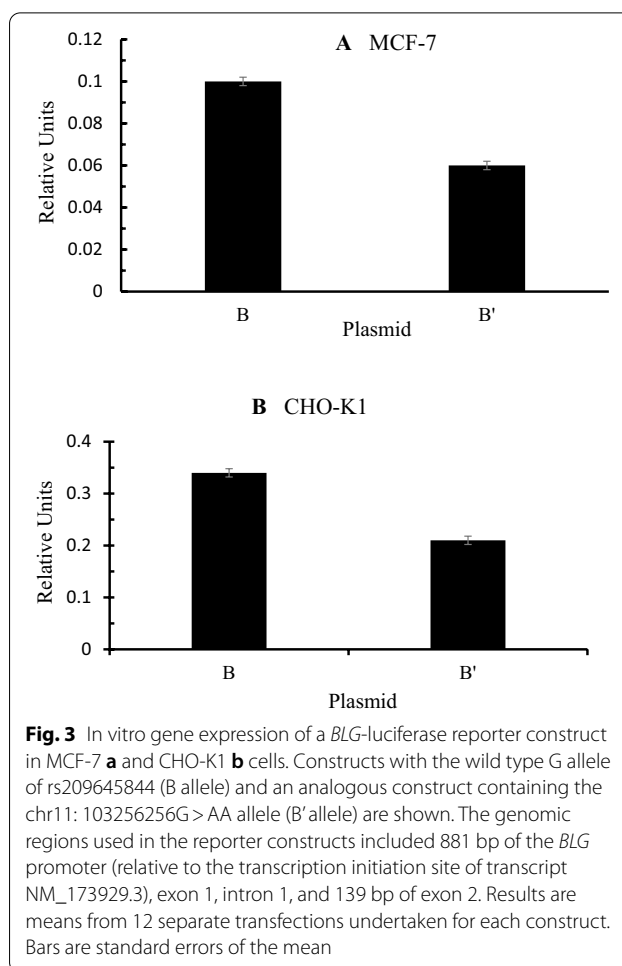 A MCF-7
0.12
0.1
0.08
0.06
0.04
0.02
0
Relative Units
B B'
Plasmid
B CHO-K1
0.4
0.3
0.2
0.1
0
Relative Units
B B'
Plasmid
Fig. 3 In vitro gene expression of a BLG-luciferase reporter construct
in MCF-7 a and CHO-K1 b cells. Constructs with the wild type G allele
of rs209645844 (B allele) and an analogous construct containing the
chr11: 103256256G > AA allele (B’ allele) are shown. The genomic
regions used in the reporter constructs included 881 bp of the BLG
promoter (relative to the transcription initiation site of transcript
NM_173929.3), exon 1, intron 1, and 139 bp of exon 2. Results are
means from 12 separate transfections undertaken for each construct.
Bars are standard errors of the mean